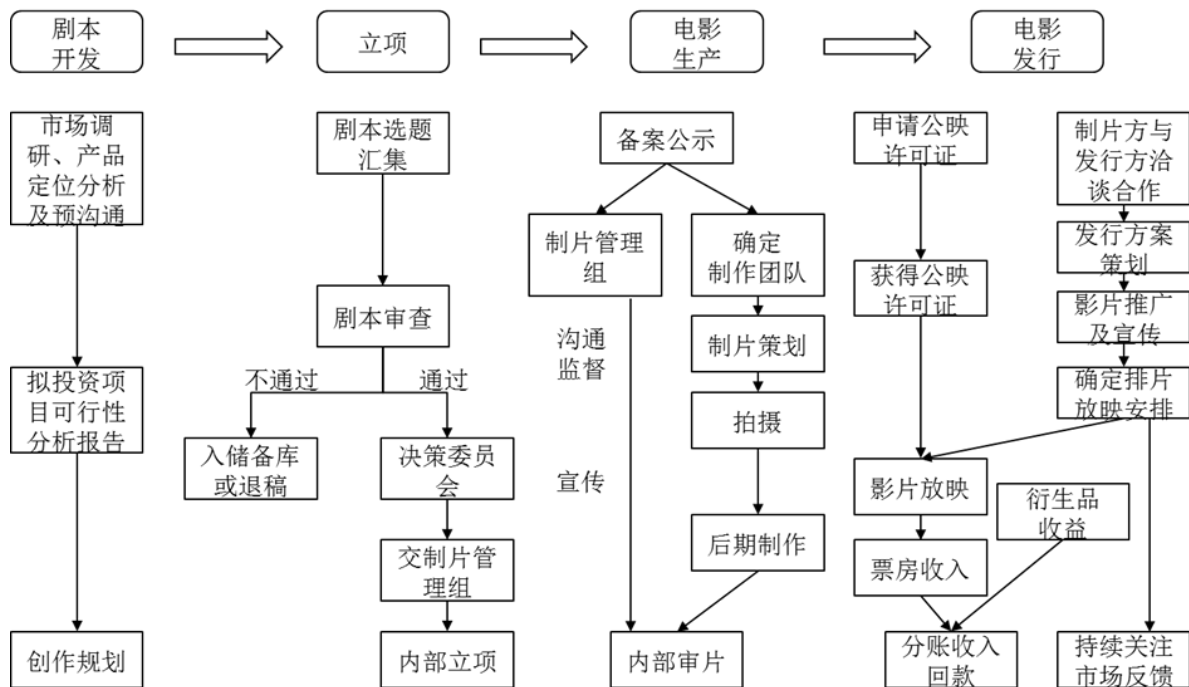 剧本
开发
立项
电影
生产
电影
发行
市场调
研、产品
定位分析
及预沟通
拟投资项
目可行性
分析报告
创作规划
剧本选题
汇集
剧本审查
不通过
通过
入储备库
或退稿
决策委员
会
交制片管
理组
内部立项
备案公示
制片管理
组
确定
制作团队
沟通
监督
制片策划
拍摄
宣传
后期制作
内部审片
申请公映
许可证
获得公映
许可证
影片放映
票房收入
衍生品
收益
分账收入
回款
制片方与
发行方洽
谈合作
发行方案
策划
影片推广
及宣传
确定排片
放映安排
持续关注
市场反馈